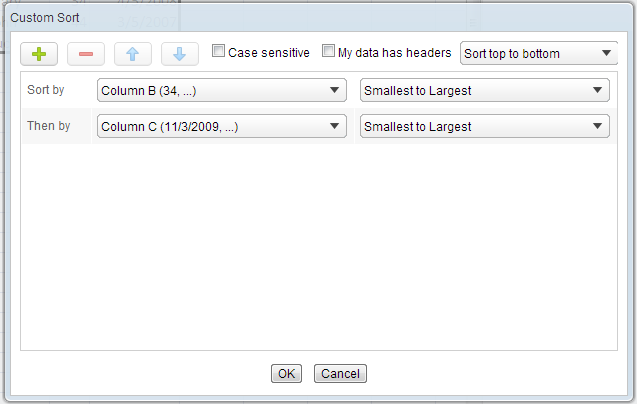 Custom Sort
Case sensitive
My data has headers
Sort top to bottom
Sort by
Column B (34, ...)
Smallest to Largest
Then by
Column C (11/3/2009, ...)
Smallest to Largest
OK
Cancel